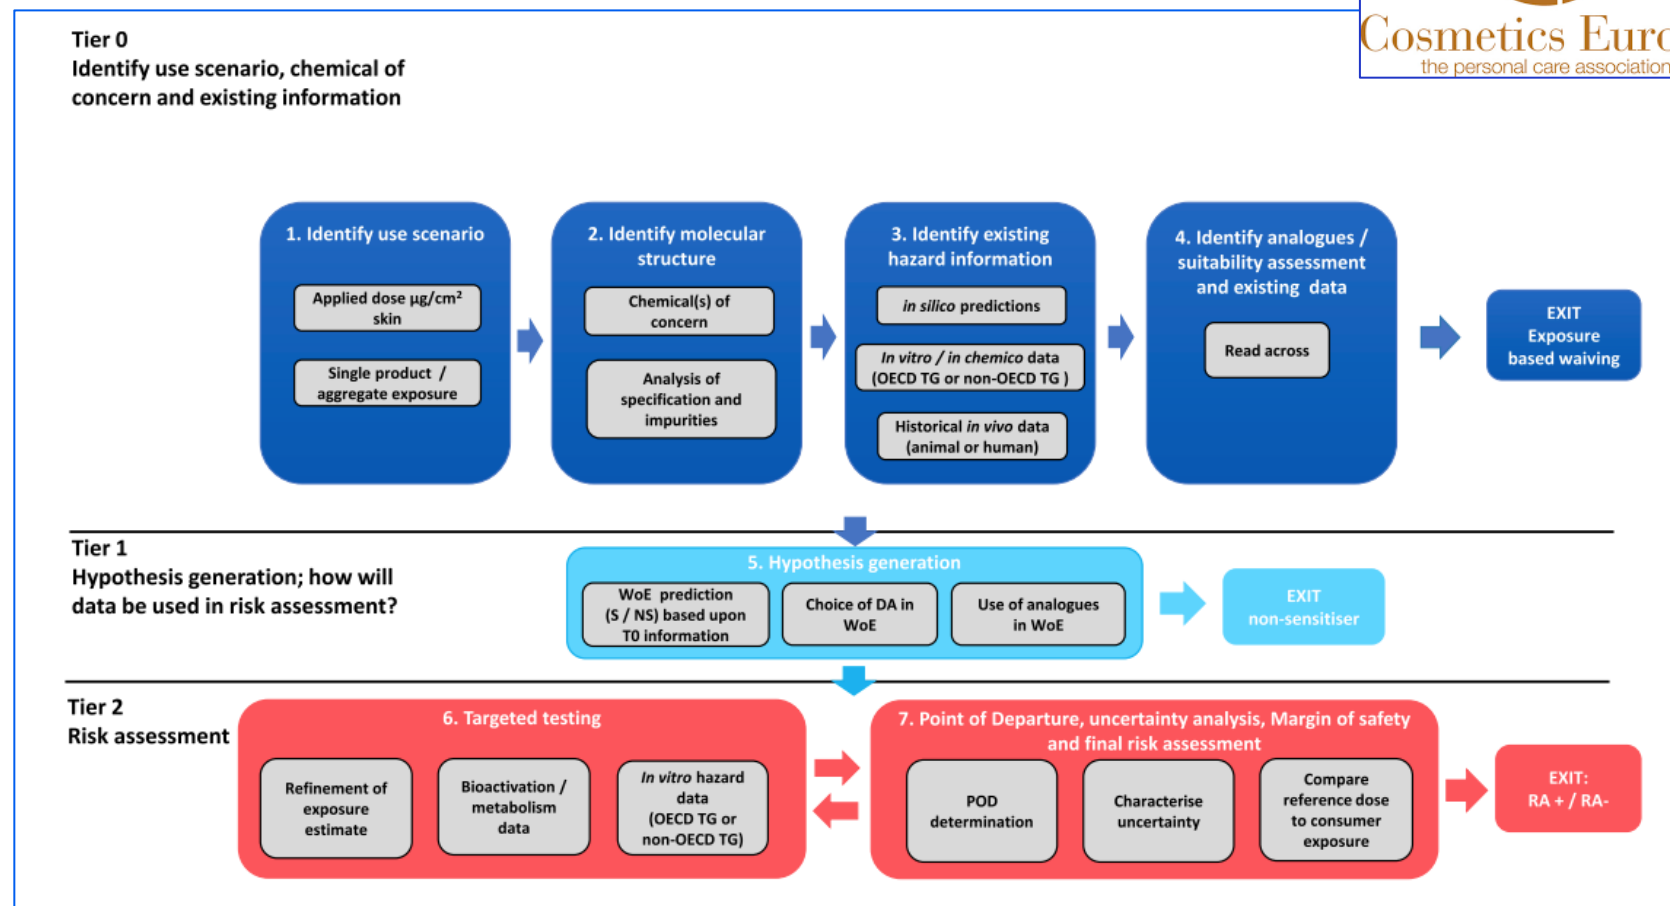 Cosmetics Euro
the personal care association
Tier 0
Identify use scenario, chemical of
concern and existing information
1. Identify use scenario
Applied dose µg/cm²
skin
Single product /
aggregate exposure
2. Identify molecular
structure
Chemical(s) of
concern
Analysis of
specification and
impurities
3. Identify existing
hazard information
in silico predictions
In vitro / in chemico data
(OECD TG or non-OECD TG )
Historical in vivo data
(animal or human)
4. Identify analogues /
suitability assessment
and existing data
Read across
EXIT
Exposure
based waiving
Tier 1
Hypothesis generation; how will
data be used in risk assessment?
5. Hypothesis generation
WoE prediction
(S / NS) based upon
T0 information
Choice of DA in
WoE
Use of analogues
in WoE
EXIT
non-sensitiser
Tier 2
Risk assessment
6. Targeted testing
Refinement of
exposure
estimate
Bioactivation /
metabolism
data
In vitro hazard
data
(OECD TG or
non-OECD TG)
7. Point of Departure, uncertainty analysis, Margin of safety
and final risk assessment
POD
determination
Characterise
uncertainty
Compare
reference dose
to consumer
exposure
EXIT:
RA + / RA-